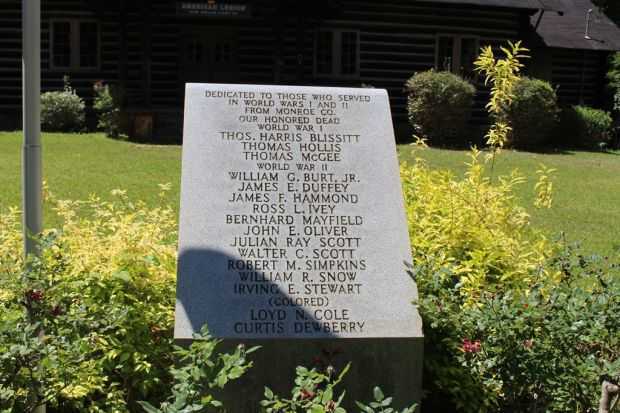 AMERICAN LEGION
DEDICATED TO THOSE WHO SERVED
IN WORLD WARS I AND II
FROM MONROE CO.
OUR HONORED DEAD
WORLD WAR I
THOS. HARRIS BLISSITT
THOMAS HOLLIS
THOMAS McGEE
WORLD WAR II
WILLIAM G. BURT, JR.
JAMES E. DUFFEY
JAMES F. HAMMOND
ROSS L. IVEY
BERNHARD MAYFIELD
JOHN E. OLIVER
JULIAN RAY SCOTT
WALTER C. SCOTT
ROBERT M. SIMPKINS
WILLIAM R. SNOW
IRVING E. STEWART
(COLORED)
LOYD N. COLE
CURTIS DEWBERRY